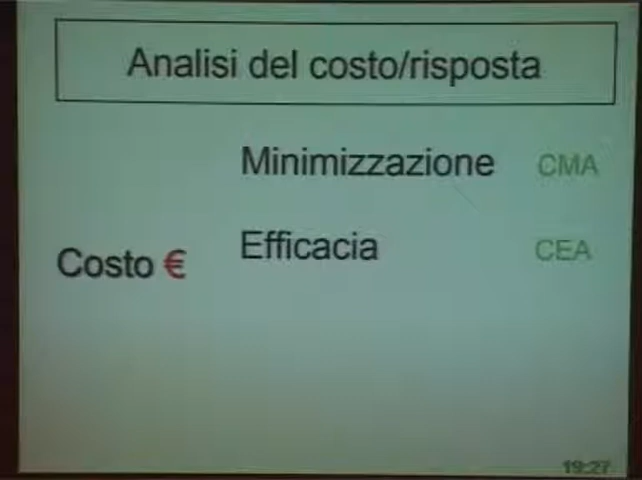 Analisi del costo/risposta
Minimizzazione CMA
Costo € Efficacia CEA
19:27